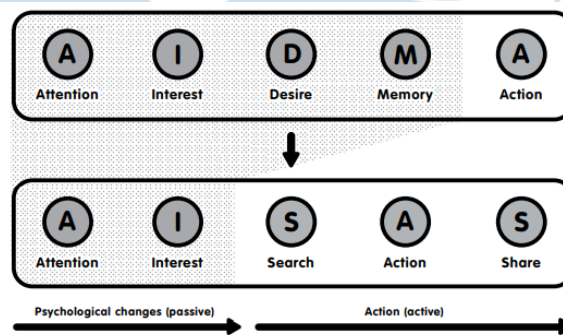 A I D M A
Attention Interest Desire Memory Action
A I S A S
Attention Interest Search Action Share
Psychological changes (passive) Action (active)